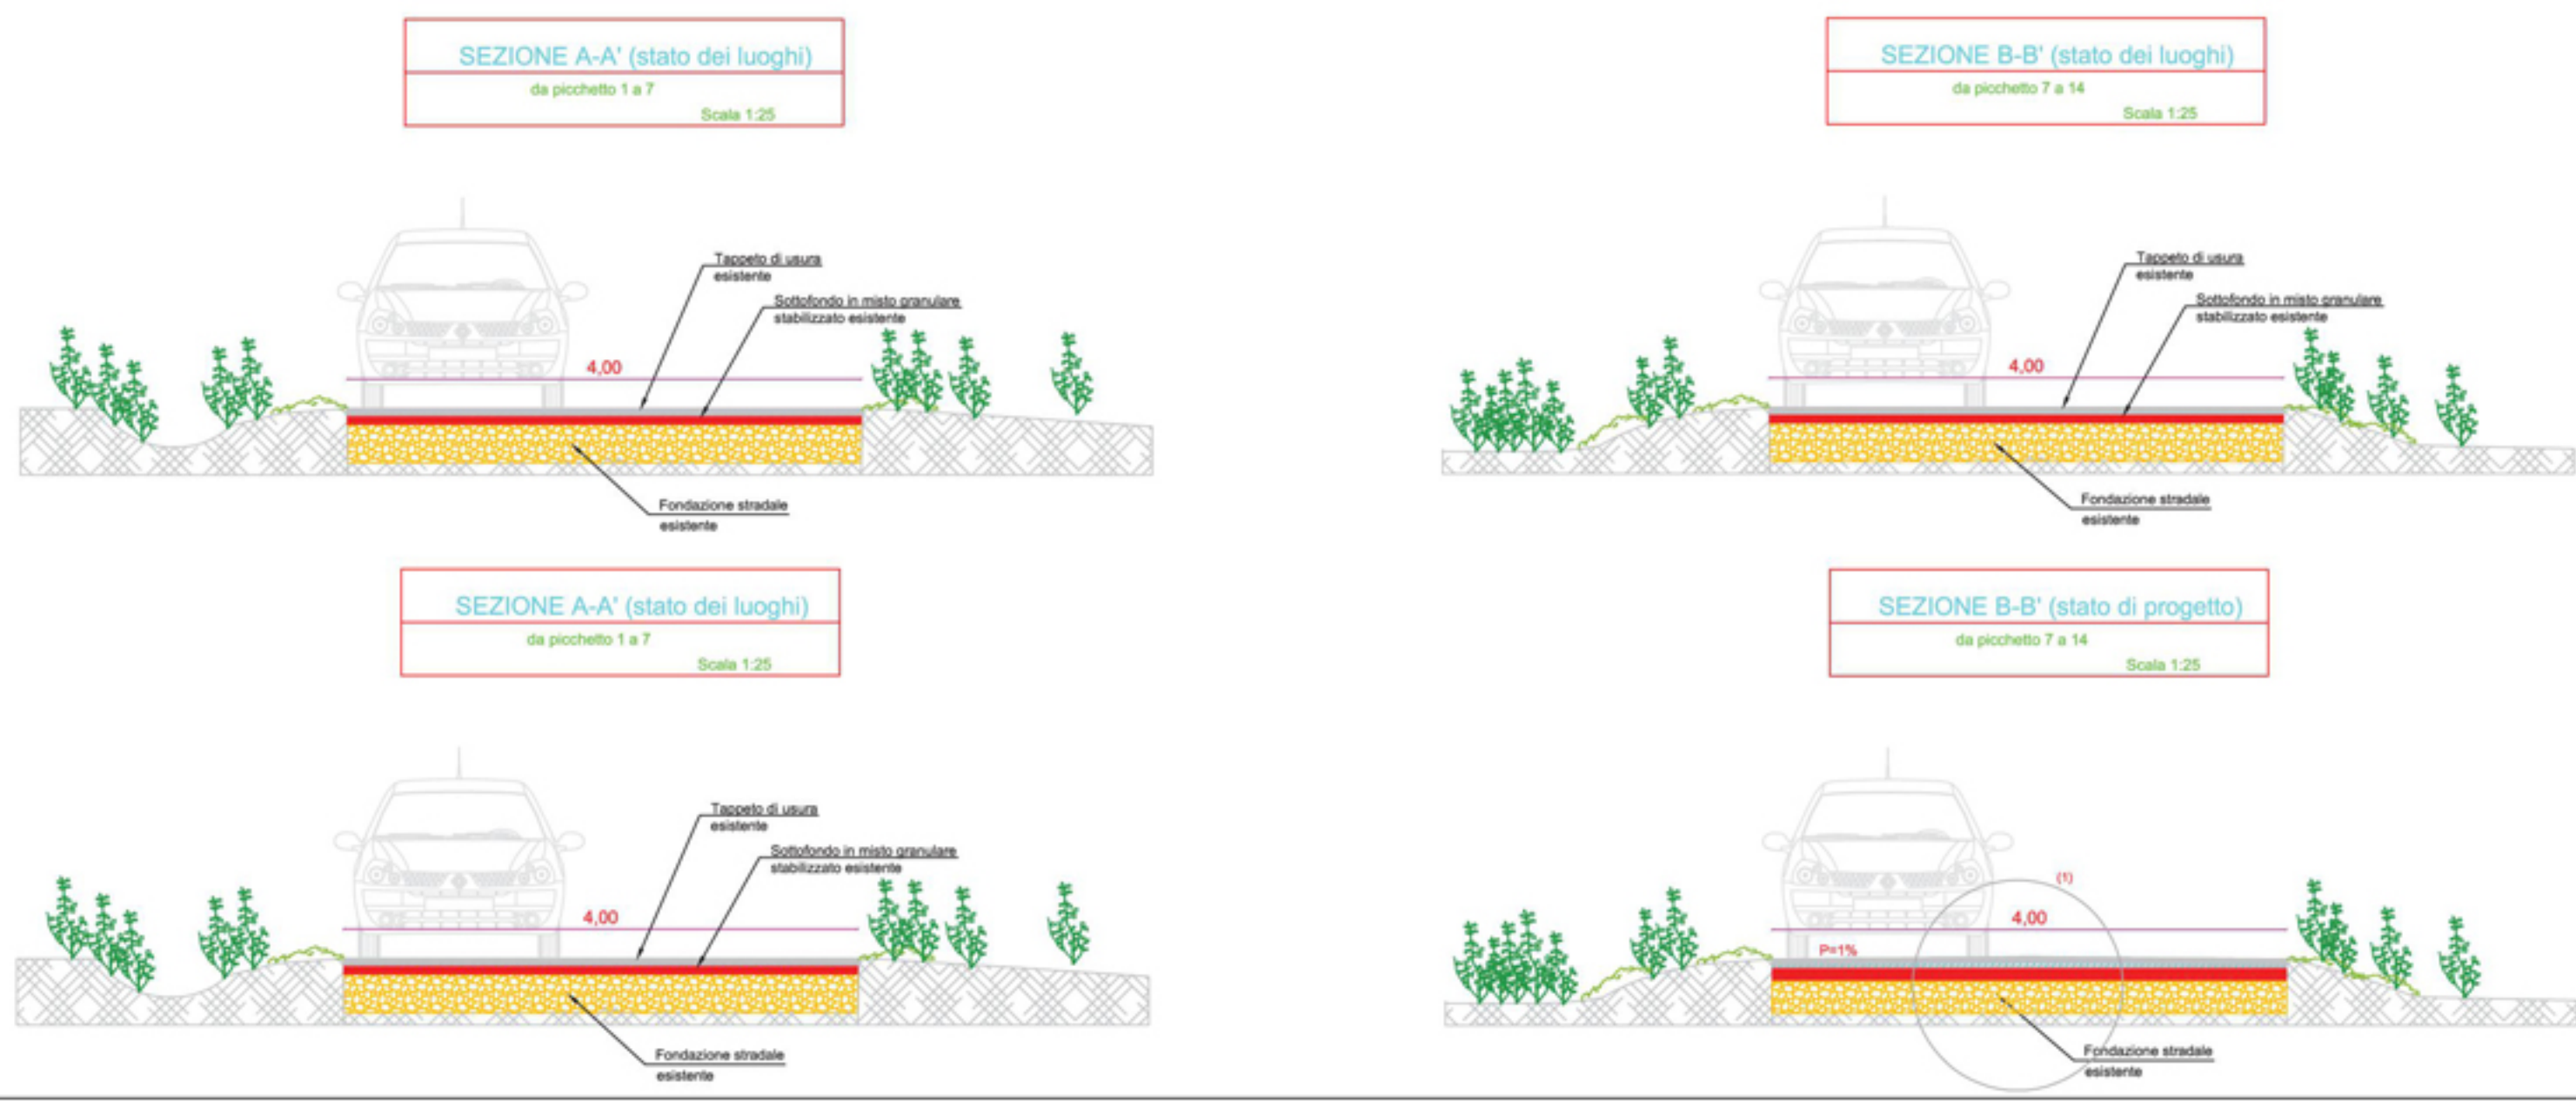 SEZIONE A-A' (stato dei luoghi)
da picchetto 1 a 7
Scala 1:25
Tappeto di usura
esistente
Sottofondo in misto granulare
stabilizzato esistente
4,00
Fondazione stradale
esistente
SEZIONE B-B' (stato dei luoghi)
da picchetto 7 a 14
Scala 1:25
Tappeto di usura
esistente
Sottofondo in misto granulare
stabilizzato esistente
4,00
Fondazione stradale
esistente
SEZIONE A-A' (stato dei luoghi)
da picchetto 1 a 7
Scala 1:25
Tappeto di usura
esistente
Sottofondo in misto granulare
stabilizzato esistente
4,00
Fondazione stradale
esistente
SEZIONE B-B' (stato di progetto)
da picchetto 7 a 14
Scala 1:25
(1)
4,00
P=1%
Fondazione stradale
esistente